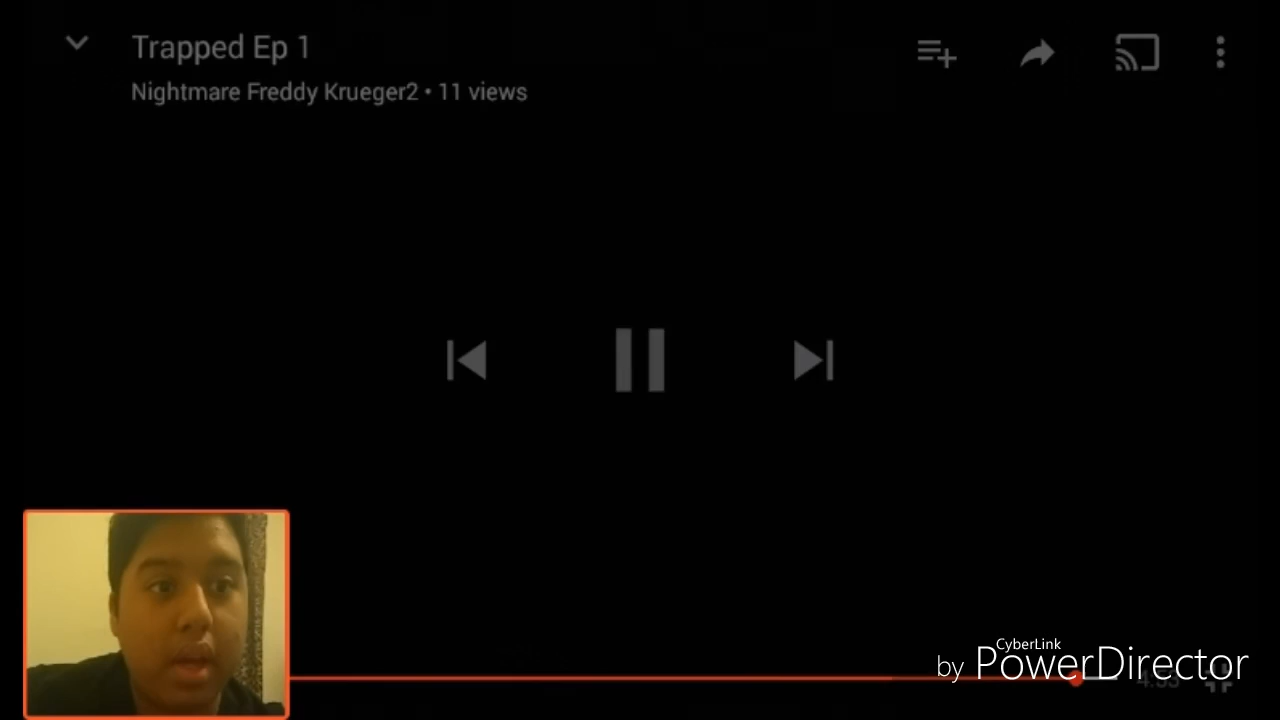 Trapped Ep 1
Nightmare Freddy Krueger2 • 11 views
CyberLink
by PowerDirector